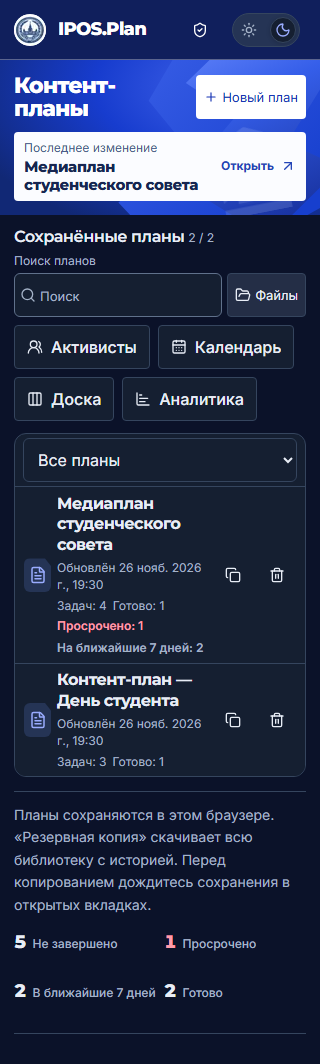 IPOS.Plan
Контент-
планы
Новый план
Последнее изменение
Медиаплан
студенческого совета
Открыть
Сохранённые планы 2 / 2
Поиск планов
Поиск
Файлы
Активисты
Календарь
Доска
Аналитика
Все планы
Медиаплан
студенческого
совета
Обновлён 26 нояб. 2026
г., 19:30
Задач: 4 Готово: 1
Просрочено: 1
На ближайшие 7 дней: 2
Контент-план —
День студента
Обновлён 26 нояб. 2026
г., 19:30
Задач: 3 Готово: 1
Планы сохраняются в этом браузере.
«Резервная копия» скачивает всю
библиотеку с историей. Перед
копированием дождитесь сохранения в
открытых вкладках.
5 Не завершено
1 Просрочено
2 В ближайшие 7 дней
2 Готово